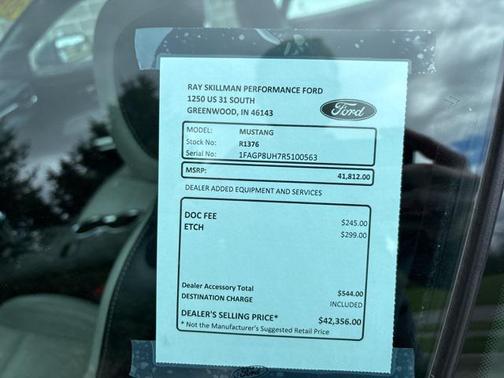 RAY SKILLMAN PERFORMANCE FORD
1250 US 31 SOUTH
GREENWOOD, IN 46143
Ford
MODEL: MUSTANG
Stock No: R1376
Serial No: 1FAGP8UH7R5100563
MSRP: 41,812.00
DEALER ADDED EQUIPMENT AND SERVICES
DOC FEE $245.00
ETCH $299.00
Dealer Accessory Total $544.00
DESTINATION CHARGE INCLUDED
DEALER'S SELLING PRICE* $42,356.00
* Not the Manufacturer's Suggested Retail Price
Ford